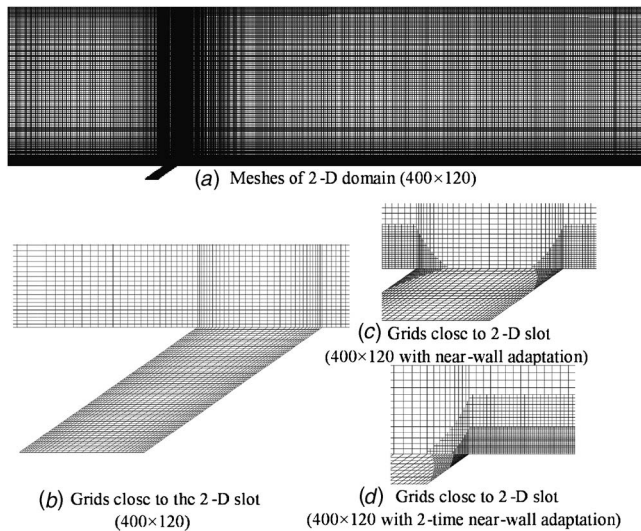 (a) Meshes of 2-D domain (400×120)
(c) Grids close to 2-D slot
(400×120 with near-wall adaptation)
(b) Grids close to the 2-D slot
(400×120)
(d) Grids close to 2-D slot
(400×120 with 2-time near-wall adaptation)